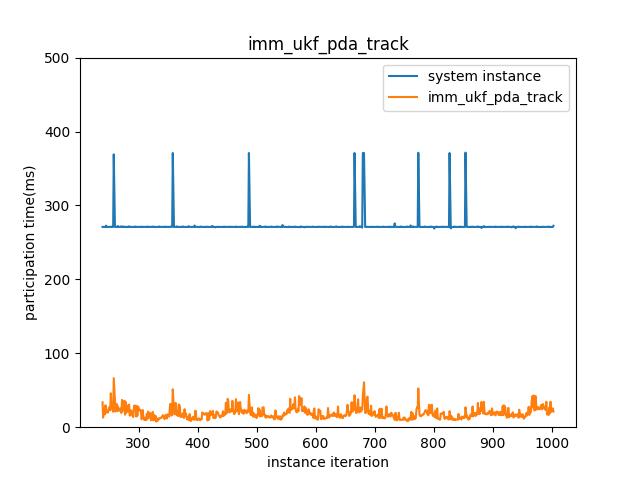 imm_ukf_pda_track
system instance
imm_ukf_pda_track
participation time(ms)
500
400
300
200
100
0
300 400 500 600 700 800 900 1000
instance iteration